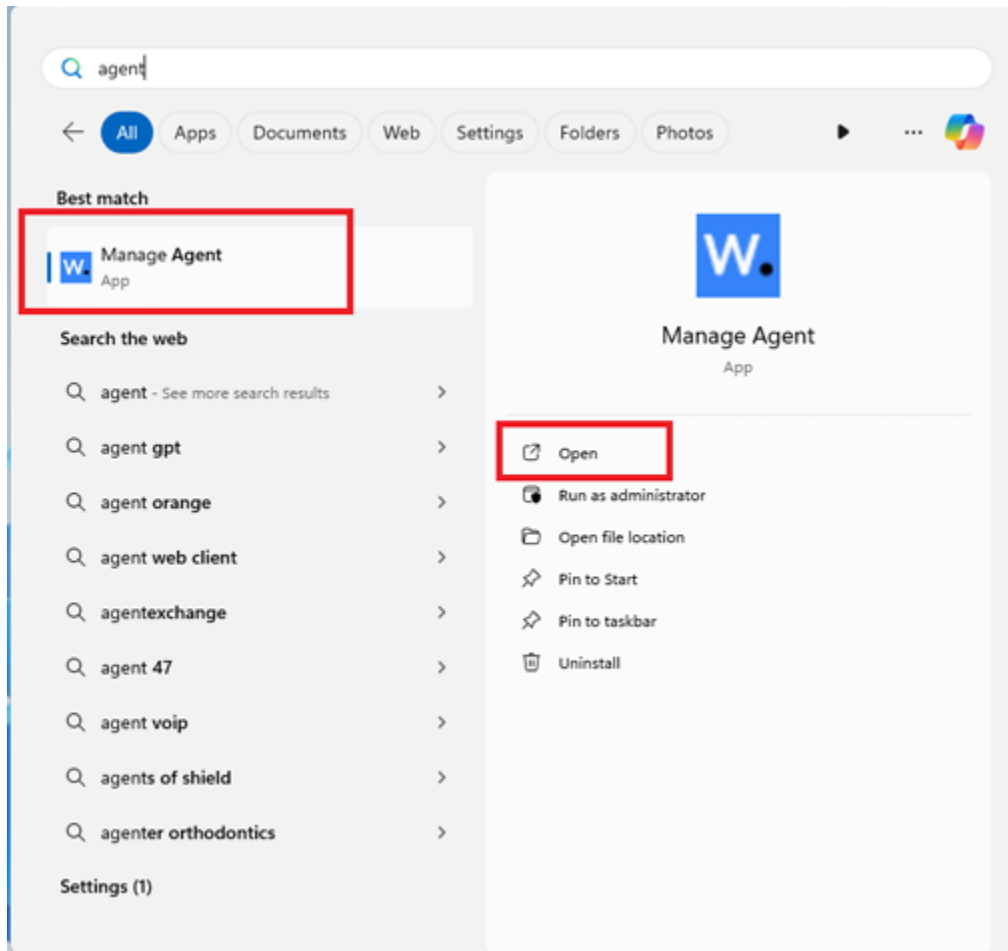 agent
All Apps Documents Web Settings Folders Photos ...
Best match
W. Manage Agent
App
Search the web
agent - See more search results
agent gpt
agent orange
agent web client
agentexchange
agent 47
agent voip
agents of shield
agenter orthodontics
Settings (1)
W.
Manage Agent
App
Open
Run as administrator
Open file location
Pin to Start
Pin to taskbar
Uninstall